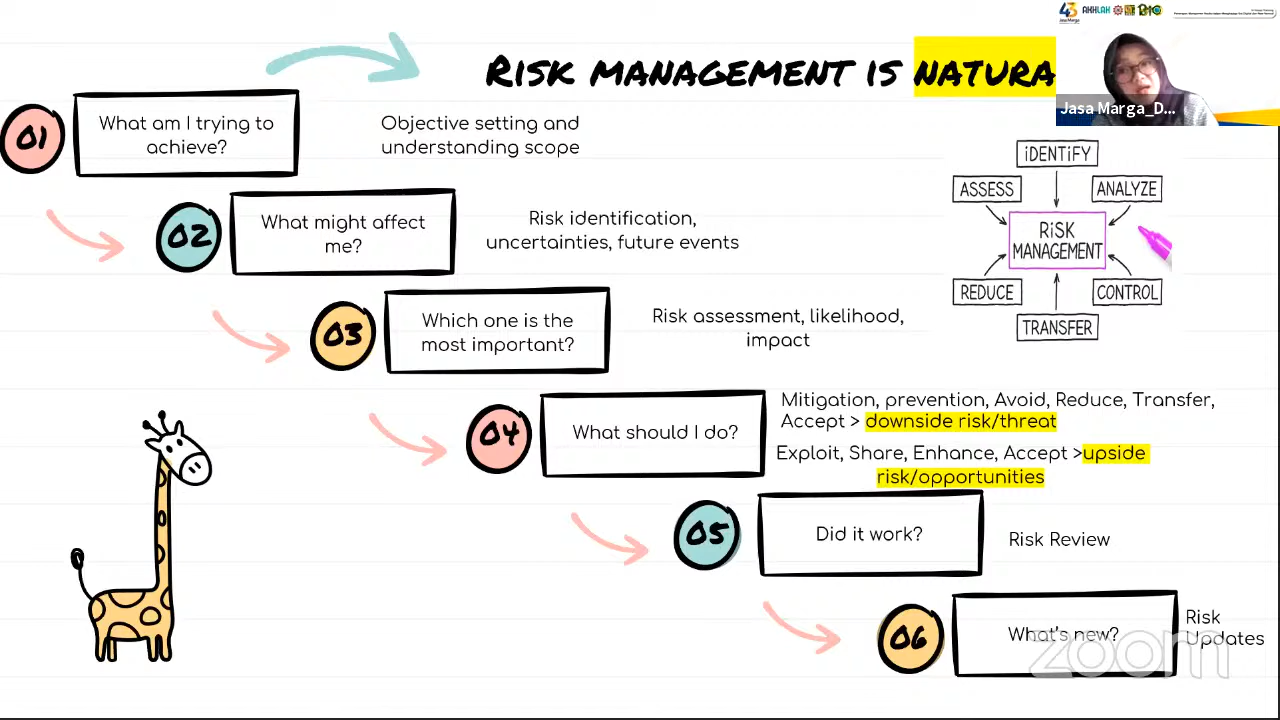 43
Jasa Marga
AKHLAK
RISK MANAGEMENT IS NATURA
Jasa Marga_D...
01
What am I trying to
achieve?
Objective setting and
understanding scope
02
What might affect
me?
Risk identification,
uncertainties, future events
03
Which one is the
most important?
Risk assessment, likelihood,
impact
04
What should I do?
Mitigation, prevention, Avoid, Reduce, Transfer,
Accept > downside risk/threat
Exploit, Share, Enhance, Accept >upside
risk/opportunities
05
Did it work?
Risk Review
06
What's new?
Risk
Updates
IDENTIFY
ASSESS
ANALYZE
RISK
MANAGEMENT
REDUCE
CONTROL
TRANSFER
zoom